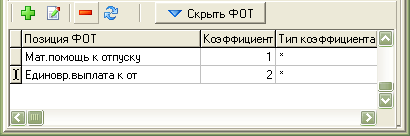 Скрыть ФОТ
Позиция ФОТ Коэффициент Тип коэффициента
Мат.помощь к отпуску 1 *
Единовр.выплата к от 2 *